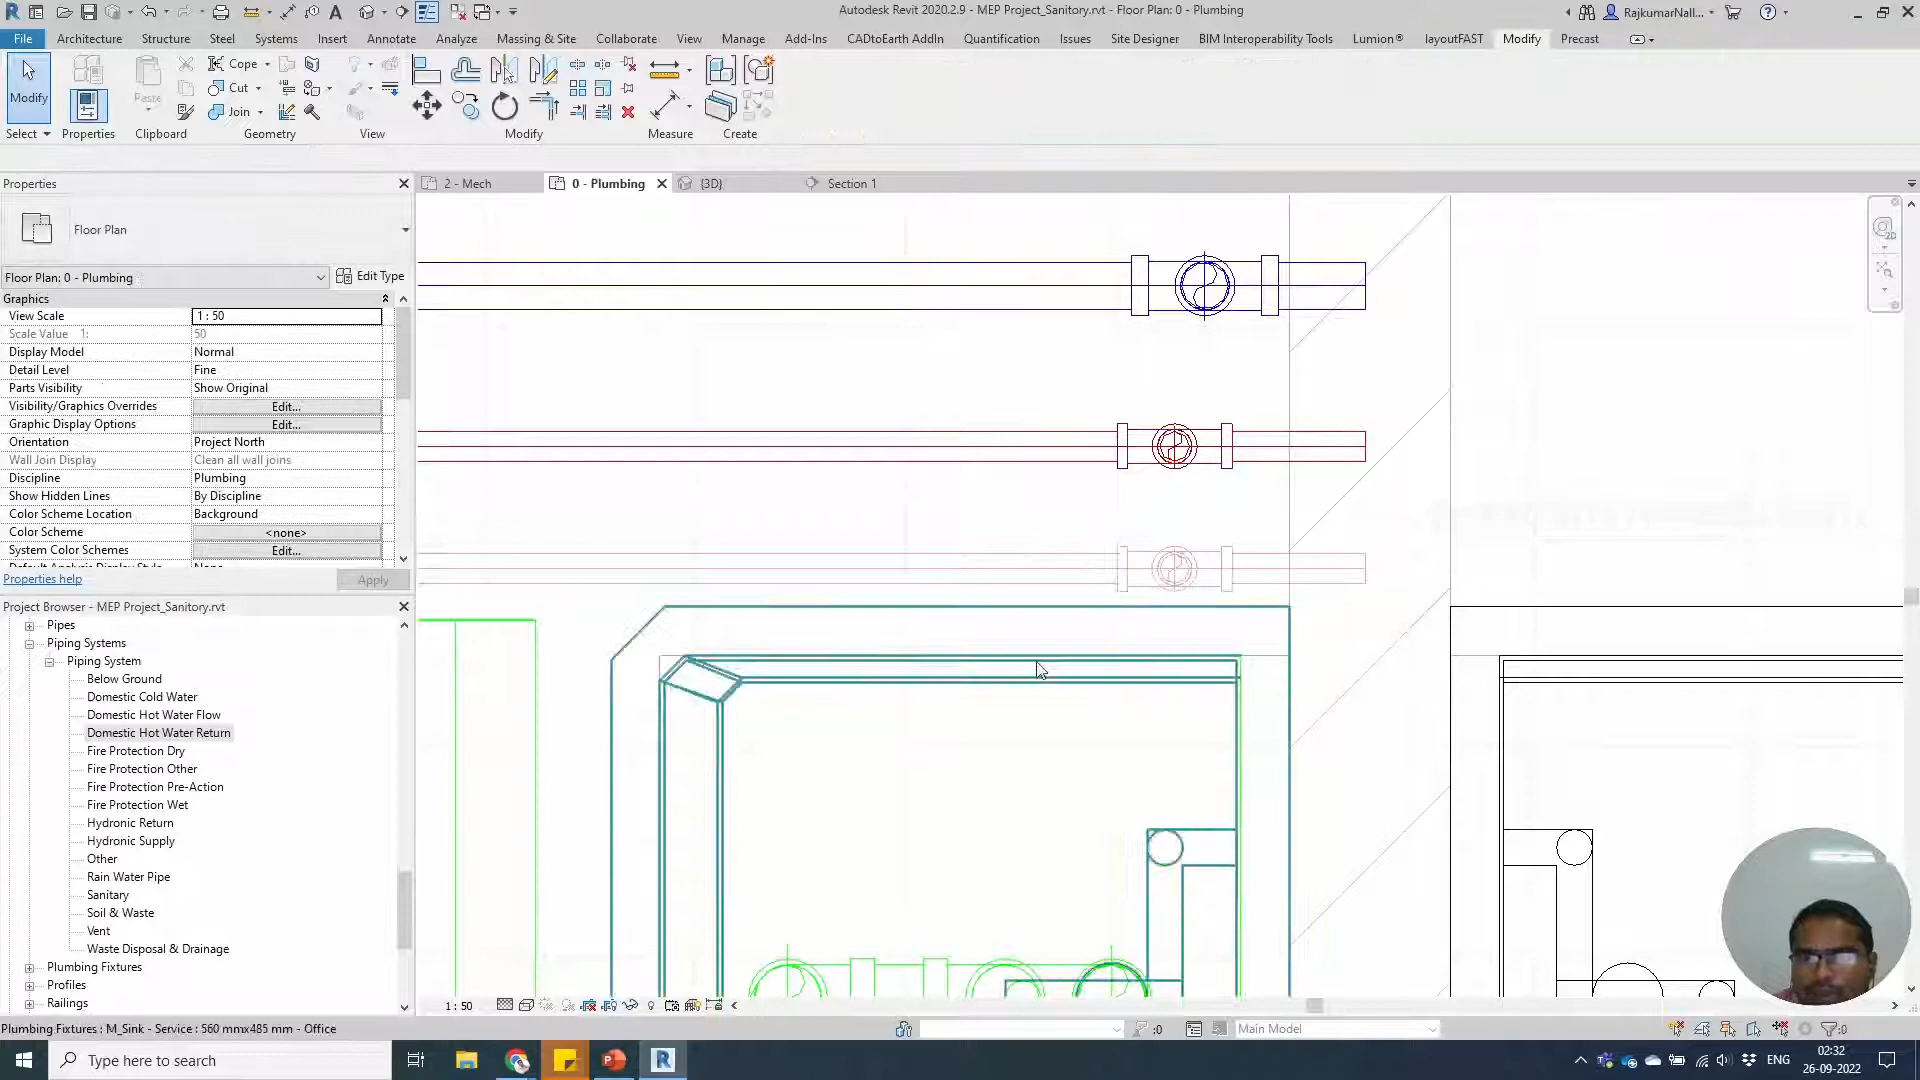 Autodesk Revit 2020.2.9 - MEP Project_Sanitory.rvt - Floor Plan: 0 - Plumbing
RajkumarNall...
File Architecture Structure Steel Systems Insert Annotate Analyze Massing & Site Collaborate View Manage Add-Ins CADtoEarth AddIn Quantification Issues Site Designer BIM Interoperability Tools Lumion® layoutFAST Modify Precast
Cope
Modify Paste Cut
Join
Select Properties Clipboard Geometry View Modify Measure Create
Properties
2 - Mech 0 - Plumbing {3D} Section 1
Floor Plan
Floor Plan: 0 - Plumbing Edit Type
Graphics
View Scale 1 : 50
Scale Value 1: 50
Display Model Normal
Detail Level Fine
Parts Visibility Show Original
Visibility/Graphics Overrides Edit...
Graphic Display Options Edit...
Orientation Project North
Wall Join Display Clean all wall joins
Discipline Plumbing
Show Hidden Lines By Discipline
Color Scheme Location Background
Color Scheme <none>
System Color Schemes Edit...
Properties help Apply
Project Browser - MEP Project_Sanitory.rvt
Pipes
Piping Systems
Piping System
Below Ground
Domestic Cold Water
Domestic Hot Water Flow
Domestic Hot Water Return
Fire Protection Dry
Fire Protection Other
Fire Protection Pre-Action
Fire Protection Wet
Hydronic Return
Hydronic Supply
Other
Rain Water Pipe
Sanitary
Soil & Waste
Vent
Waste Disposal & Drainage
Plumbing Fixtures
Profiles
Railings
1 : 50
Plumbing Fixtures : M_Sink - Service : 560 mmx485 mm - Office
:0 Main Model :0
Type here to search
ENG
02:32
26-09-2022